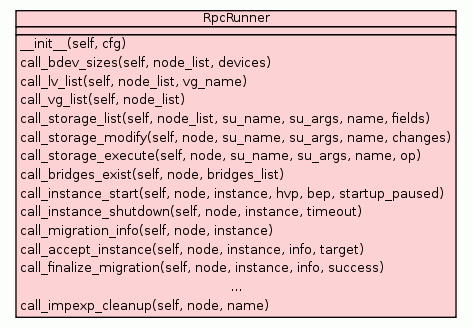 RpcRunner
__init__(self, cfg)
call_bdev_sizes(self, node_list, devices)
call_lv_list(self, node_list, vg_name)
call_vg_list(self, node_list)
call_storage_list(self, node_list, su_name, su_args, name, fields)
call_storage_modify(self, node, su_name, su_args, name, changes)
call_storage_execute(self, node, su_name, su_args, name, op)
call_bridges_exist(self, node, bridges_list)
call_instance_start(self, node, instance, hvp, bep, startup_paused)
call_instance_shutdown(self, node, instance, timeout)
call_migration_info(self, node, instance)
call_accept_instance(self, node, instance, info, target)
call_finalize_migration(self, node, instance, info, success)
...
call_impexp_cleanup(self, node, name)